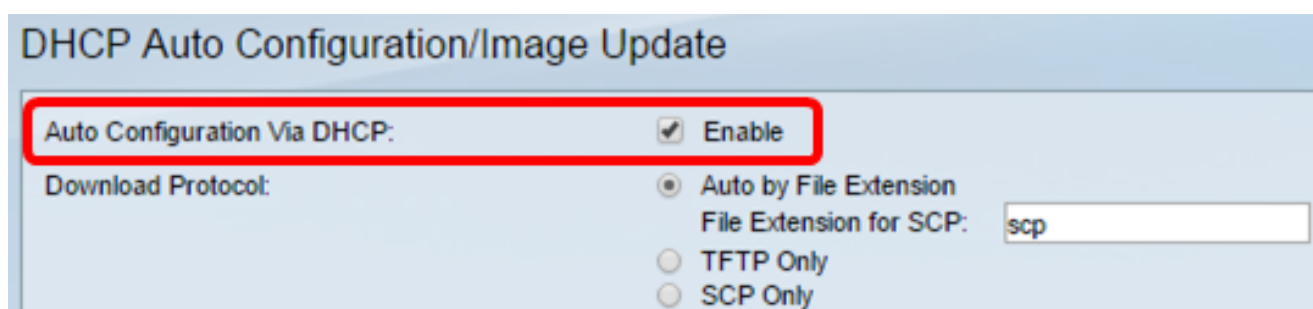 DHCP Auto Configuration/Image Update
Auto Configuration Via DHCP: Enable
Download Protocol: Auto by File Extension
File Extension for SCP: scp
TFTP Only
SCP Only